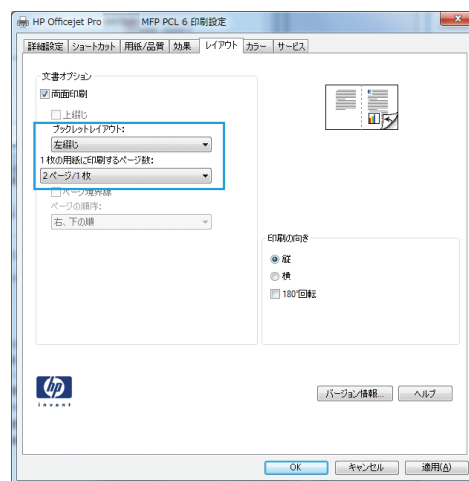 HP Officejet Pro MFP PCL 6 印刷設定
詳細設定 ショートカット 用紙/品質 効果 レイアウト カラー サービス
文書オプション
両面印刷
上綴じ
ブックレットレイアウト:
左綴じ
1枚の用紙に印刷するページ数:
2 ページ/1 枚
ページ境界線
ページの順序:
右、下の順
印刷の向き
縦
横
180°回転
hp
invent
バージョン情報... ヘルプ
OK キャンセル 適用(A)